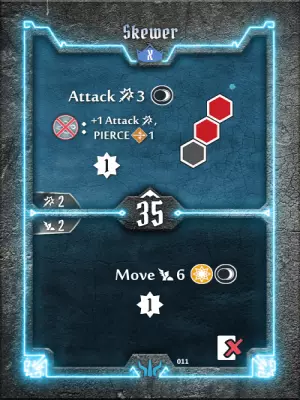 Skewer
X
Attack 3
+1 Attack ,
PIERCE 1
1
2
35
2
Move 6
1
011